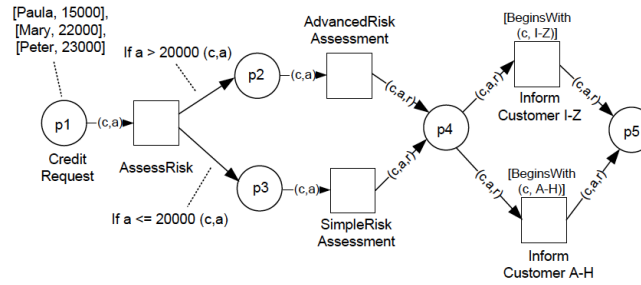 [Paula, 15000],
[Mary, 22000],
[Peter, 23000]
p1
Credit
Request
(c,a)
AssessRisk
If a > 20000 (c,a)
If a <= 20000 (c,a)
p2
(c,a)
AdvancedRisk
Assessment
(c,a,r)
p3
(c,a)
SimpleRisk
Assessment
(c,a,r)
p4
(c,a,r)
[BeginsWith
(c, I-Z)]
Inform
Customer I-Z
(c,a,r)
(c,a,r)
[BeginsWith
(c, A-H)]
Inform
Customer A-H
(c,a,r)
p5